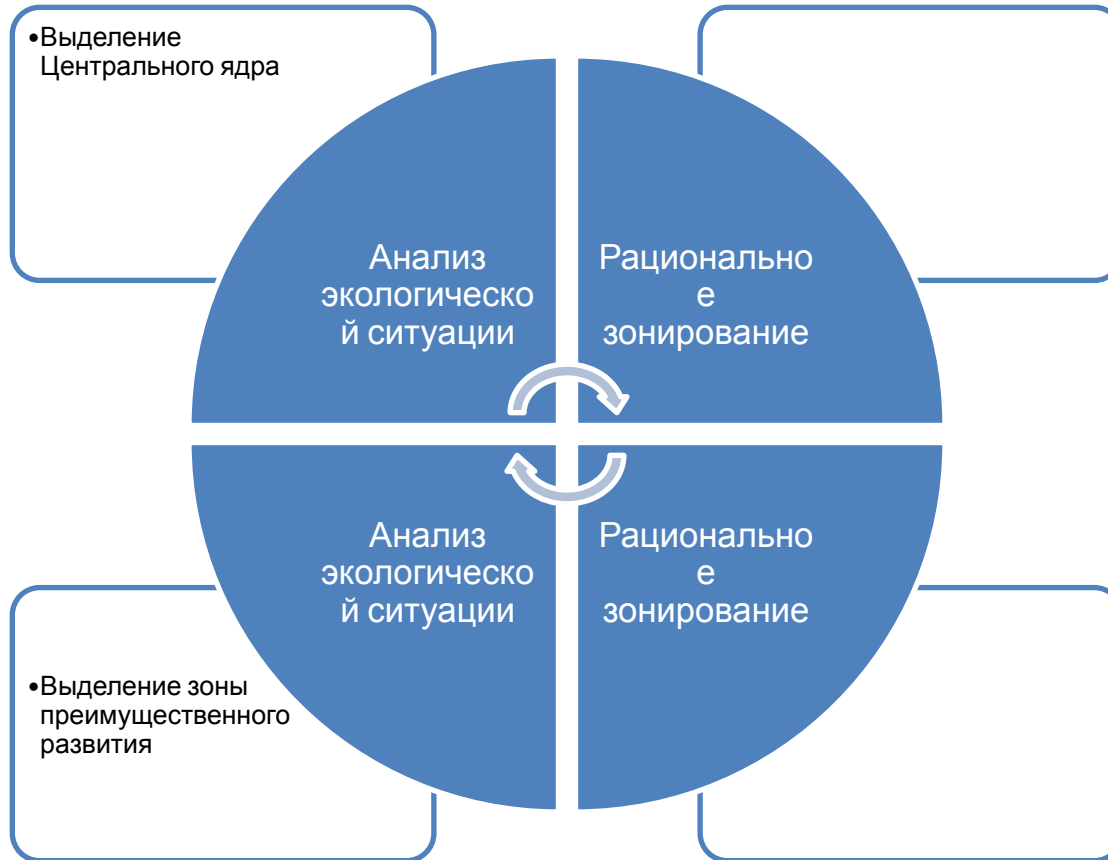 •Выделение
Центрального ядра
Анализ
экологическо
й ситуации
Рационально
е
зонирование
Анализ
экологическо
й ситуации
Рационально
е
зонирование
•Выделение зоны
преимущественного
развития